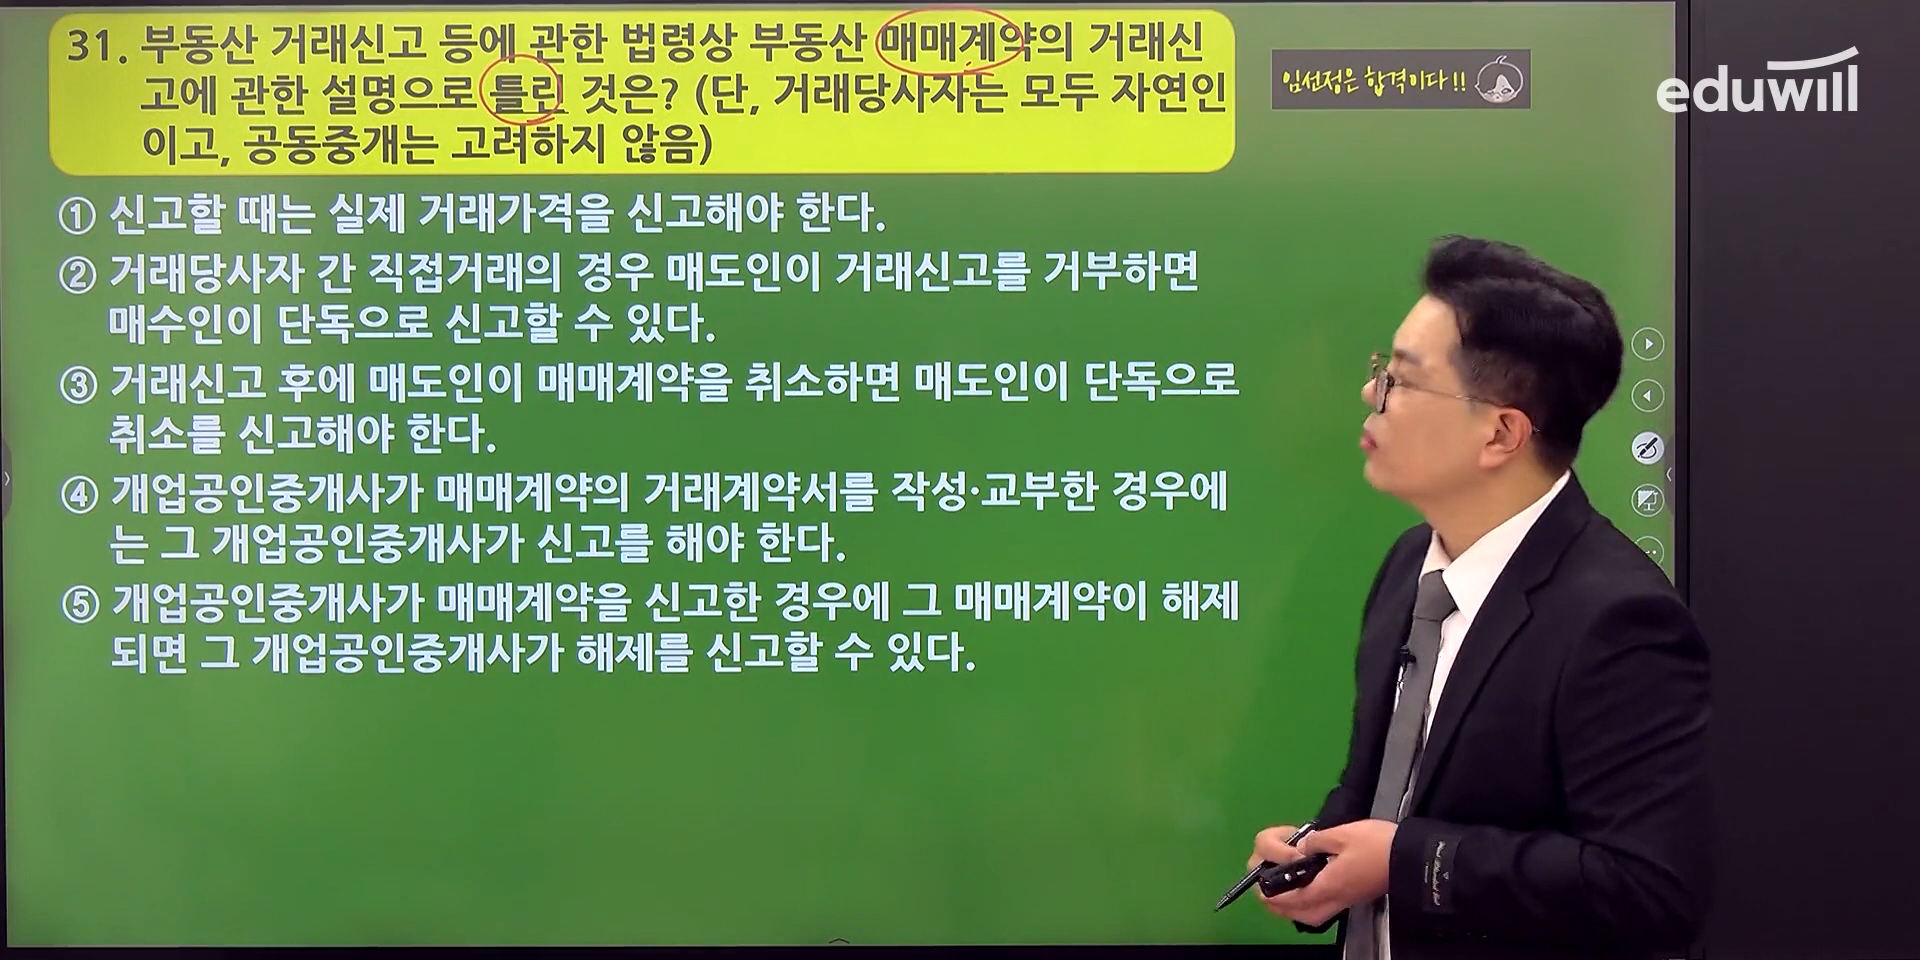 31. 부동산 거래신고 등에 관한 법령상 부동산 매매계약의 거래신
고에 관한 설명으로 틀린 것은? (단, 거래당사자는 모두 자연인
이고, 공동중개는 고려하지 않음)
임선정은 합격이다!!
eduwill
① 신고할 때는 실제 거래가격을 신고해야 한다.
② 거래당사자 간 직접거래의 경우 매도인이 거래신고를 거부하면
매수인이 단독으로 신고할 수 있다.
③ 거래신고 후에 매도인이 매매계약을 취소하면 매도인이 단독으로
취소를 신고해야 한다.
④ 개업공인중개사가 매매계약의 거래계약서를 작성·교부한 경우에
는 그 개업공인중개사가 신고를 해야 한다.
⑤ 개업공인중개사가 매매계약을 신고한 경우에 그 매매계약이 해제
되면 그 개업공인중개사가 해제를 신고할 수 있다.